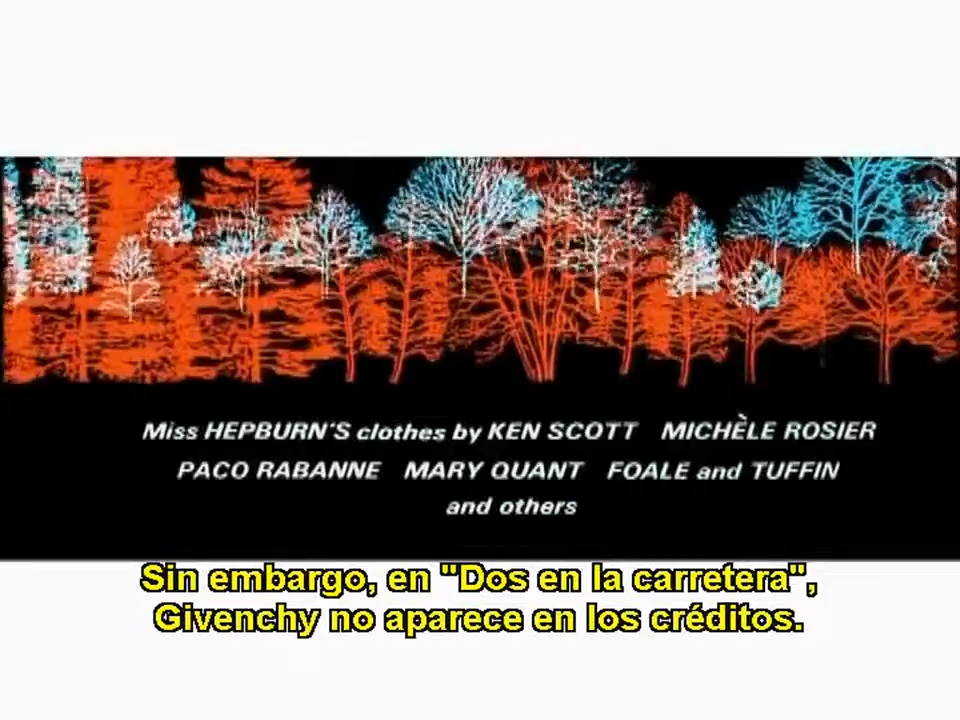 Miss HEPBURN'S clothes by KEN SCOTT MICHÈLE ROSIER
PACO RABANNE MARY QUANT FOALE and TUFFIN
and others
Sin embargo, en "Dos en la carretera",
Givenchy no aparece en los créditos.